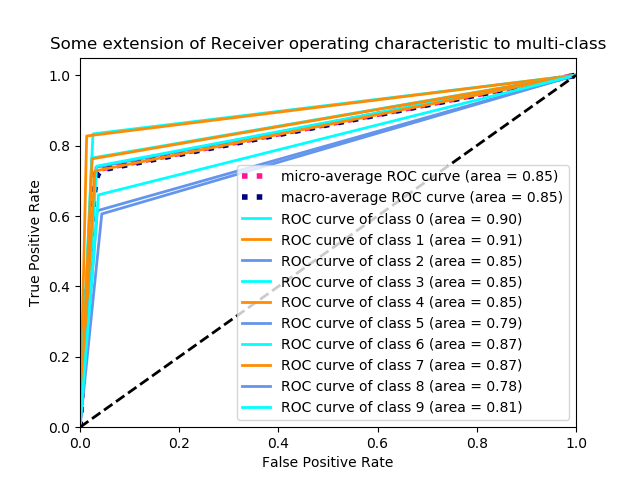 Some extension of Receiver operating characteristic to multi-class
1.0
0.8
0.6
0.4
0.2
0.0
True Positive Rate
micro-average ROC curve (area = 0.85)
macro-average ROC curve (area = 0.85)
ROC curve of class 0 (area = 0.90)
ROC curve of class 1 (area = 0.91)
ROC curve of class 2 (area = 0.85)
ROC curve of class 3 (area = 0.85)
ROC curve of class 4 (area = 0.85)
ROC curve of class 5 (area = 0.79)
ROC curve of class 6 (area = 0.87)
ROC curve of class 7 (area = 0.87)
ROC curve of class 8 (area = 0.78)
ROC curve of class 9 (area = 0.81)
0.0 0.2 0.4 0.6 0.8 1.0
False Positive Rate